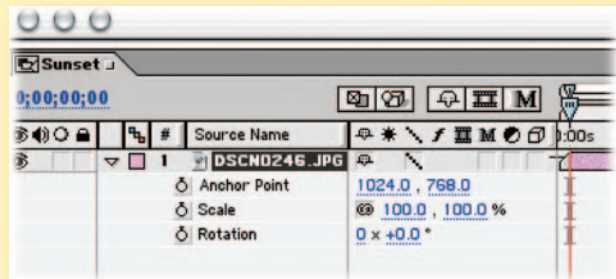 Sunset
0;00;00;00
M
# Source Name M :00s
1 DSCN0246.JPG
Anchor Point 1024.0 , 768.0
Scale 100.0 , 100.0 %
Rotation 0 × +0.0 °